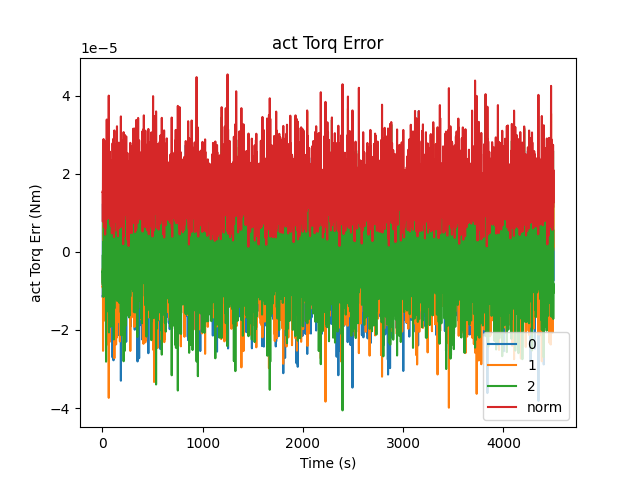 act Torq Error
1e−5
4
2
0
−2
−4
act Torq Err (Nm)
0
1000
2000
3000
4000
Time (s)
0
1
2
norm